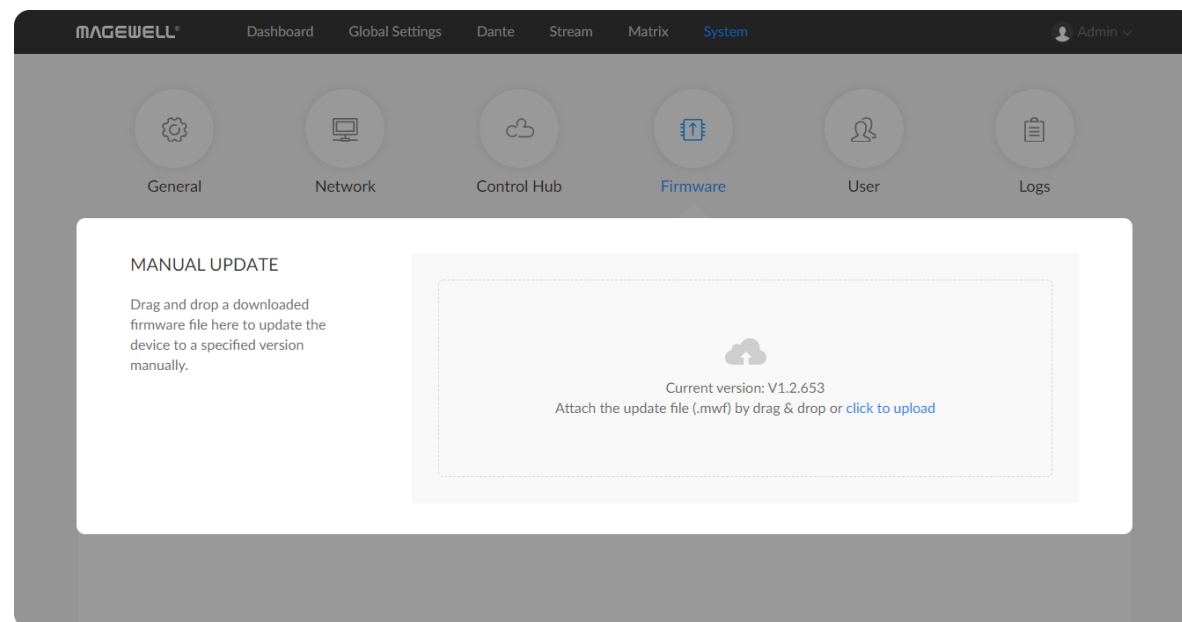 MAGEWELL®
Dashboard Global Settings Dante Stream Matrix System Admin
General Network Control Hub Firmware User Logs
MANUAL UPDATE
Drag and drop a downloaded
firmware file here to update the
device to a specified version
manually.
Current version: V1.2.653
Attach the update file (.mwf) by drag & drop or click to upload